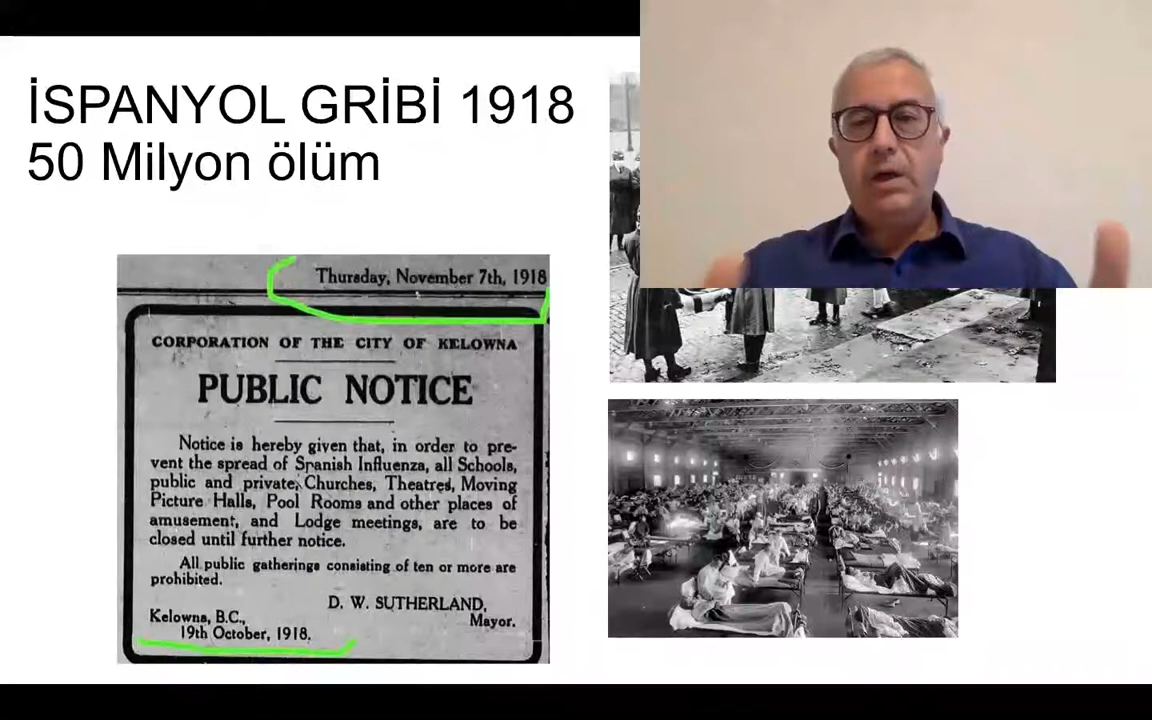 İSPANYOL GRİBİ 1918
50 Milyon ölüm
Thursday, November 7th, 1918
CORPORATION OF THE CITY OF KELOWNA
PUBLIC NOTICE
Notice is hereby given that, in order to pre-
vent the spread of Spanish Influenza, all Schools,
public and private, Churches, Theatres, Moving
Picture Halls, Pool Rooms and other places of
amusement, and Lodge meetings, are to be
closed until further notice.
All public gatherings consisting of ten or more are
prohibited.
D. W. SUTHERLAND,
Mayor.
Kelowna, B.C.,
19th October, 1918.